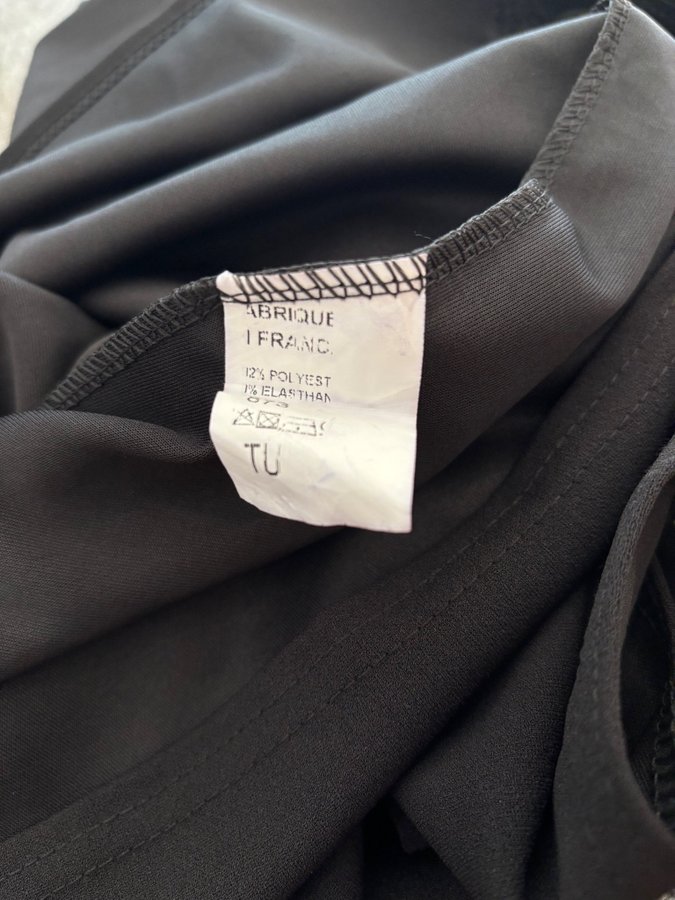 ABRIQUE
I FRANC.
2% POLYEST
% ELASTHAN
TU